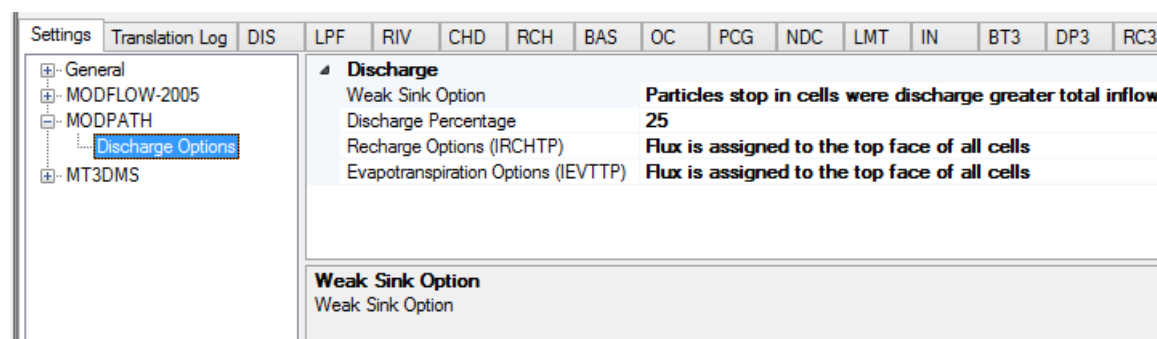 Settings Translation Log DIS LPF RIV CHD RCH BAS OC PCG NDC LMT IN BT3 DP3 RC3
General
MODFLOW-2005
MODPATH
Discharge Options
MT3DMS
Discharge
Weak Sink Option Particles stop in cells were discharge greater total inflow
Discharge Percentage 25
Recharge Options (IRCHTP) Flux is assigned to the top face of all cells
Evapotranspiration Options (IEVTTP) Flux is assigned to the top face of all cells
Weak Sink Option
Weak Sink Option